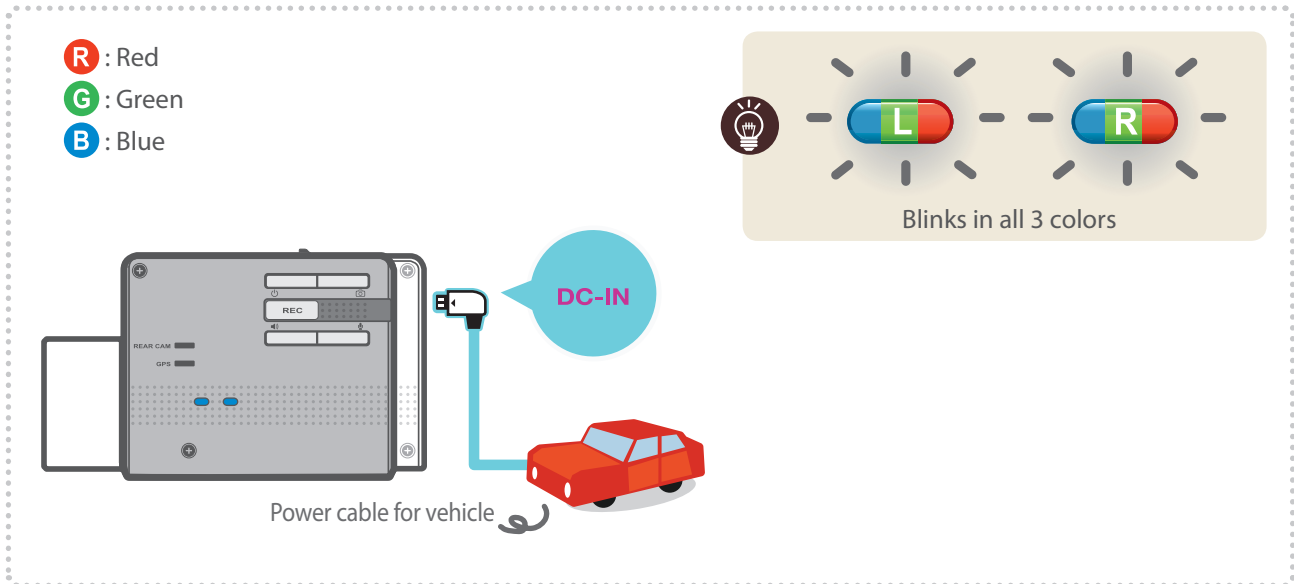 R : Red
G : Green
B : Blue
L
R
Blinks in all 3 colors
DC-IN
REC
REAR CAM
GPS
Power cable for vehicle